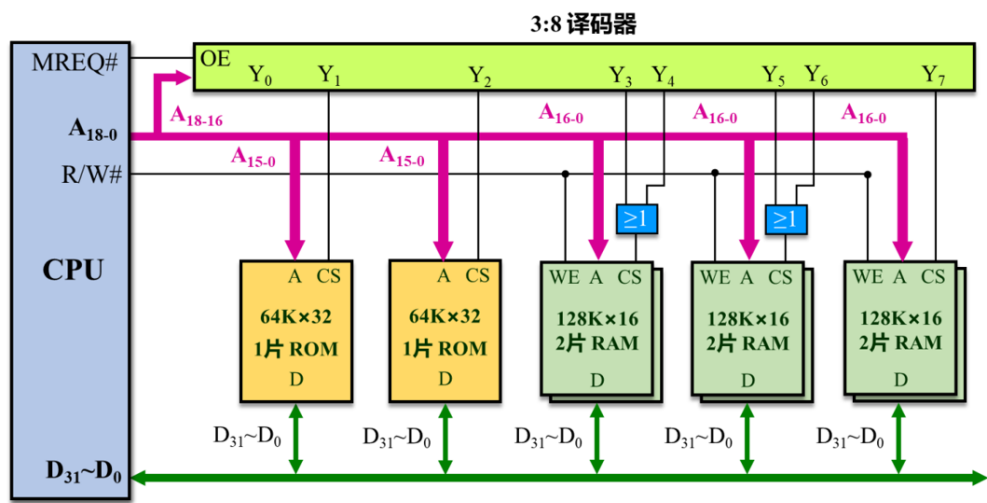 3:8 译码器
MREQ#
OE
Y0
Y1
Y2
Y3
Y4
Y5
Y6
Y7
A18-16
A18-0
A16-0
A16-0
A16-0
A15-0
A15-0
R/W#
≥1
≥1
CPU
A CS
A CS
WE A CS
WE A CS
WE A CS
64K×32
1片 ROM
D
64K×32
1片 ROM
D
128K×16
2片 RAM
D
128K×16
2片 RAM
D
128K×16
2片 RAM
D
D31~D0
D31~D0
D31~D0
D31~D0
D31~D0
D31~D0